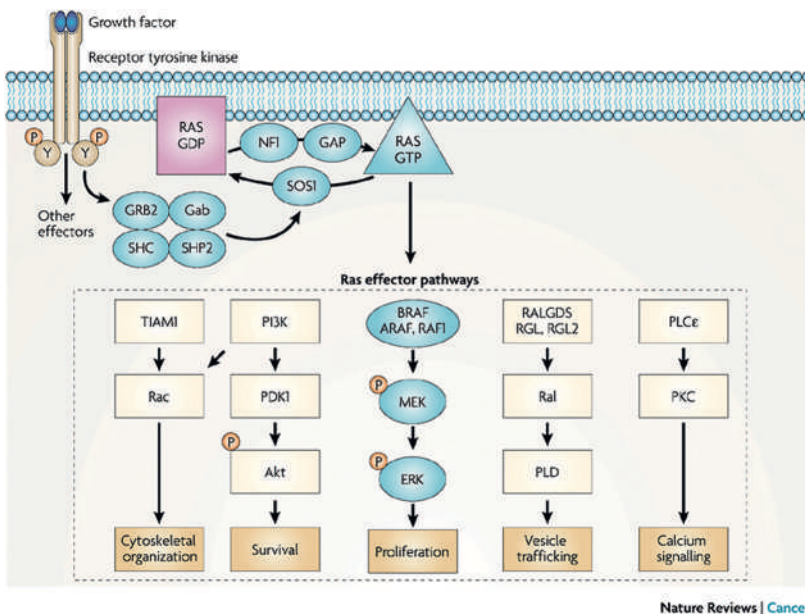 Growth factor
Receptor tyrosine kinase
RAS
GDP
NF1
GAP
RAS
GTP
P
Y
Y
P
SOS1
Other
effectors
GRB2
Gab
SHC
SHP2
Ras effector pathways
TIAM1
PI3K
BRAF
ARAF, RAF1
RALGDS
RGL, RGL2
PLCε
Rac
PDK1
P
MEK
Ral
PKC
P
Akt
P
ERK
PLD
Cytoskeletal
organization
Survival
Proliferation
Vesicle
trafficking
Calcium
signalling
Nature Reviews | Cance